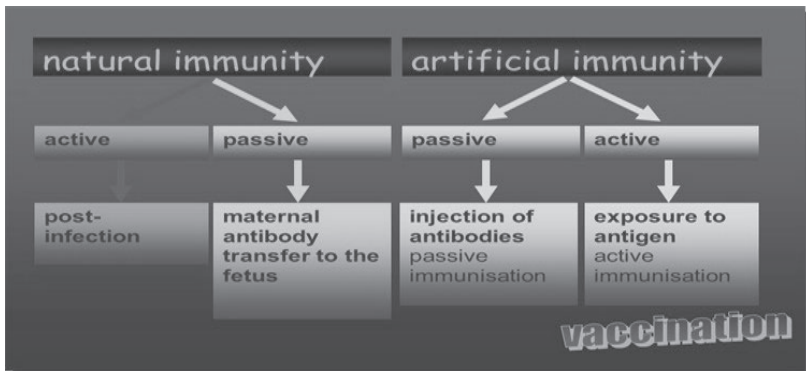 natural immunity
artificial immunity
active
passive
passive
active
post-
infection
maternal
antibody
transfer to the
fetus
injection of
antibodies
passive
immunisation
exposure to
antigen
active
immunisation
vaccination